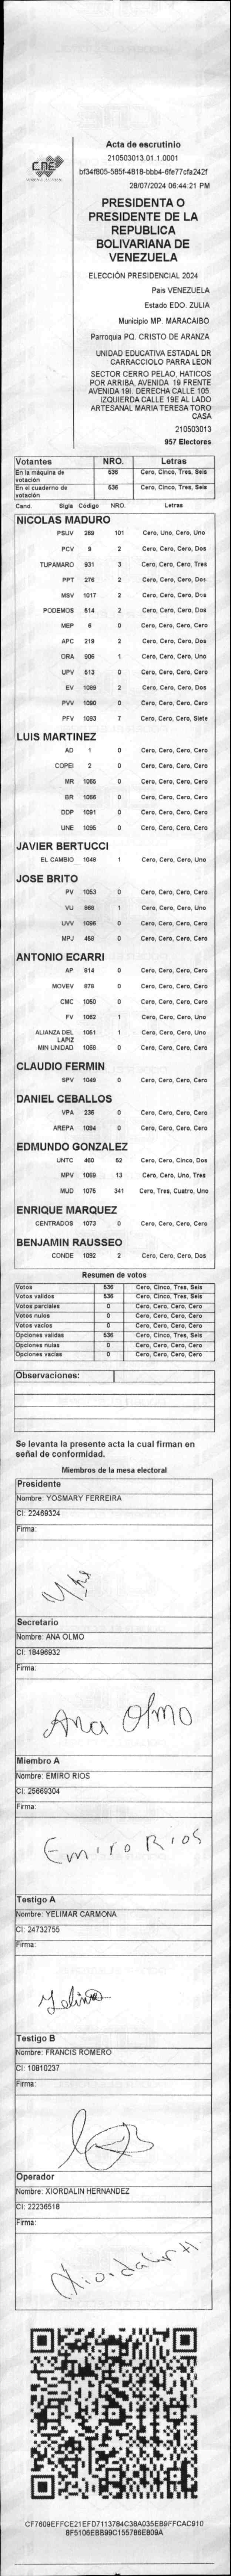 CNE
Acta de escrutinio
210503013.01.1.0001
bf34f805-585f-4818-bbb4-6fe77cfa242f
28/07/2024 06:44:21 PM
PRESIDENTA O
PRESIDENTE DE LA
REPUBLICA
BOLIVARIANA DE
VENEZUELA
ELECCIÓN PRESIDENCIAL 2024
Pais VENEZUELA
Estado EDO. ZULIA
Municipio MP. MARACAIBO
Parroquia PQ. CRISTO DE ARANZA
UNIDAD EDUCATIVA ESTADAL DR
CARRACCIOLO PARRA LEON
SECTOR CERRO PELAO, HATICOS
POR ARRIBA, AVENIDA 19 FRENTE
AVENIDA 19I DERECHA CALLE 105
IZQUIERDA CALLE 19E AL LADO
ARTESANAL MARIA TERESA TORO
CASA
210503013
957 Electores
Votantes NRO. Letras
En la máquina de votación 536 Cero, Cinco, Tres, Seis
En el cuaderno de votación 536 Cero, Cinco, Tres, Seis
Cand. Sigla Código NRO. Letras
NICOLAS MADURO
PSUV 269 101 Cero, Uno, Cero, Uno
PCV 9 2 Cero, Cero, Cero, Dos
TUPAMARO 931 3 Cero, Cero, Cero, Tres
PPT 276 2 Cero, Cero, Cero, Dos
MSV 1017 2 Cero, Cero, Cero, Dos
PODEMOS 514 2 Cero, Cero, Cero, Dos
MEP 6 0 Cero, Cero, Cero, Cero
APC 219 2 Cero, Cero, Cero, Dos
ORA 906 1 Cero, Cero, Cero, Uno
UPV 513 0 Cero, Cero, Cero, Cero
EV 1089 2 Cero, Cero, Cero, Dos
PVV 1090 0 Cero, Cero, Cero, Cero
PFV 1093 7 Cero, Cero, Cero, Siete
LUIS MARTINEZ
AD 1 0 Cero, Cero, Cero, Cero
COPEI 2 0 Cero, Cero, Cero, Cero
MR 1065 0 Cero, Cero, Cero, Cero
BR 1066 0 Cero, Cero, Cero, Cero
DDP 1091 0 Cero, Cero, Cero, Cero
UNE 1095 0 Cero, Cero, Cero, Cero
JAVIER BERTUCCI
EL CAMBIO 1048 1 Cero, Cero, Cero, Uno
JOSE BRITO
PV 1053 0 Cero, Cero, Cero, Cero
VU 868 1 Cero, Cero, Cero, Uno
UVV 1096 0 Cero, Cero, Cero, Cero
MPJ 458 0 Cero, Cero, Cero, Cero
ANTONIO ECARRI
AP 814 0 Cero, Cero, Cero, Cero
MOVEV 878 0 Cero, Cero, Cero, Cero
CMC 1050 0 Cero, Cero, Cero, Cero
FV 1062 1 Cero, Cero, Cero, Uno
ALIANZA DEL LAPIZ 1051 1 Cero, Cero, Cero, Uno
MIN UNIDAD 1068 0 Cero, Cero, Cero, Cero
CLAUDIO FERMIN
SPV 1049 0 Cero, Cero, Cero, Cero
DANIEL CEBALLOS
VPA 236 0 Cero, Cero, Cero, Cero
AREPA 1094 0 Cero, Cero, Cero, Cero
EDMUNDO GONZALEZ
UNTC 460 52 Cero, Cero, Cinco, Dos
MPV 1069 13 Cero, Cero, Uno, Tres
MUD 1075 341 Cero, Tres, Cuatro, Uno
ENRIQUE MARQUEZ
CENTRADOS 1073 0 Cero, Cero, Cero, Cero
BENJAMIN RAUSSEO
CONDE 1092 2 Cero, Cero, Cero, Dos
Resumen de votos
Votos 536 Cero, Cinco, Tres, Seis
Votos validos 536 Cero, Cinco, Tres, Seis
Votos parciales 0 Cero, Cero, Cero, Cero
Votos nulos 0 Cero, Cero, Cero, Cero
Votos vacios 0 Cero, Cero, Cero, Cero
Opciones validas 536 Cero, Cinco, Tres, Seis
Opciones nulas 0 Cero, Cero, Cero, Cero
Opciones vacias 0 Cero, Cero, Cero, Cero
Observaciones:
Se levanta la presente acta la cual firman en
señal de conformidad.
Miembros de la mesa electoral
Presidente
Nombre: YOSMARY FERREIRA
CI: 22469324
Firma:
Secretario
Nombre: ANA OLMO
CI: 18496932
Firma:
Ana Olmo
Miembro A
Nombre: EMIRO RIOS
CI: 25669304
Firma:
Emiro Rios
Testigo A
Nombre: YELIMAR CARMONA
CI: 24732755
Firma:
Testigo B
Nombre: FRANCIS ROMERO
CI: 10810237
Firma:
Operador
Nombre: XIORDALIN HERNANDEZ
CI: 22236518
Firma:
Xiordalin H
CF7609EFFCE21EFD7113784C38A035EB9FFCAC910
8F5106EBB99C155786E809A